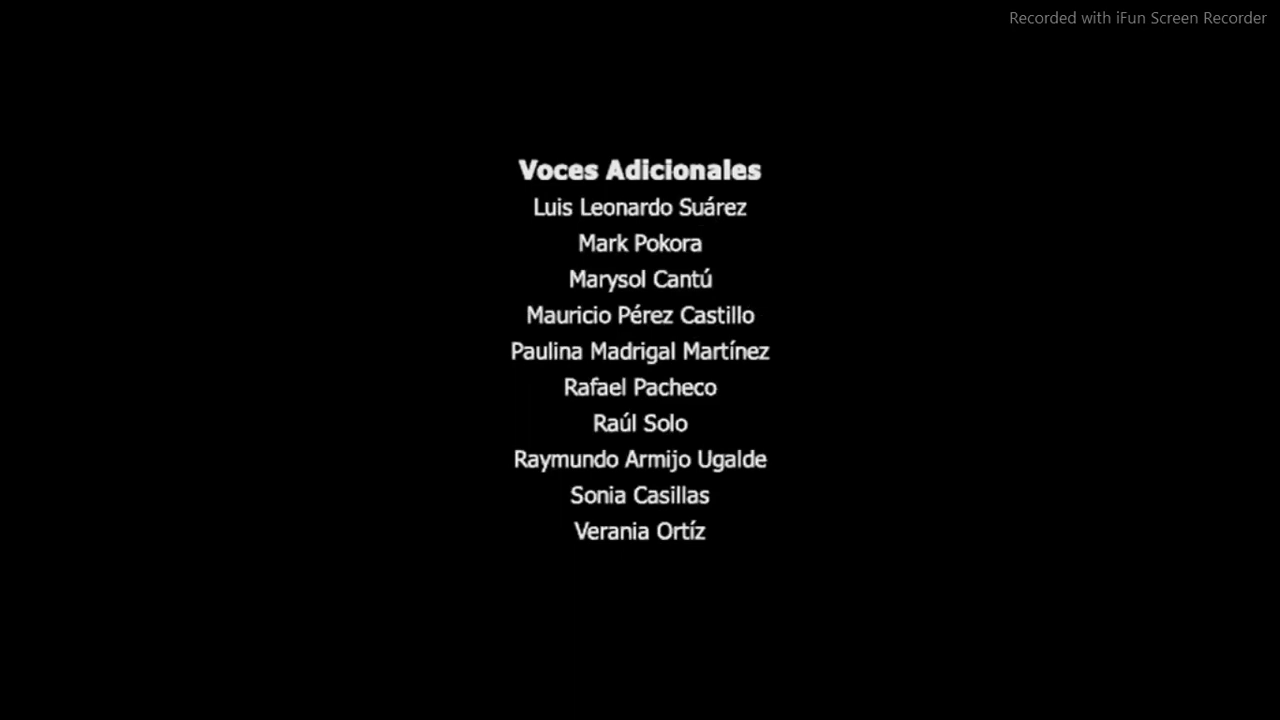 Recorded with iFun Screen Recorder
Voces Adicionales
Luis Leonardo Suárez
Mark Pokora
Marysol Cantú
Mauricio Pérez Castillo
Paulina Madrigal Martínez
Rafael Pacheco
Raúl Solo
Raymundo Armijo Ugalde
Sonia Casillas
Verania Ortíz